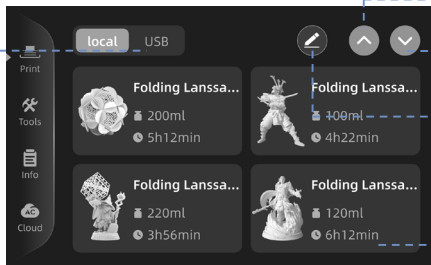 local
USB
Print
Tools
Info
AC
Cloud
Folding Lanssa...
200ml
5h12min
Folding Lanssa...
100ml
4h22min
Folding Lanssa...
220ml
3h56min
Folding Lanssa...
120ml
6h12min